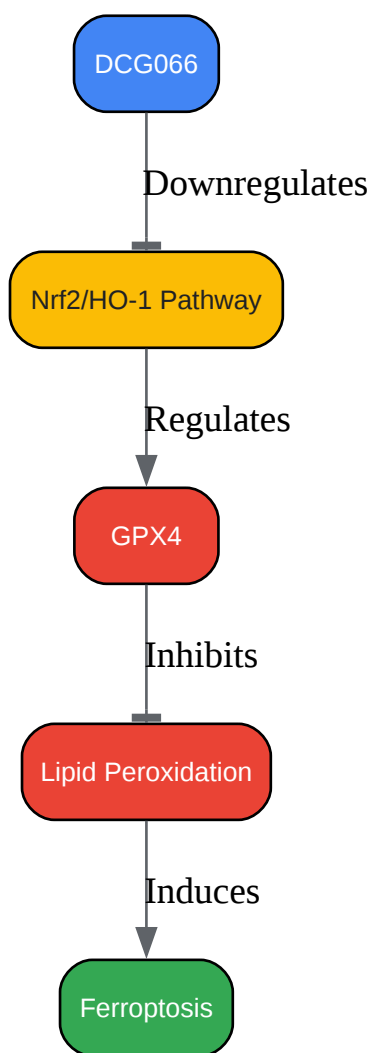 DCG066
Downregulates
Nrf2/HO-1 Pathway
Regulates
GPX4
Inhibits
Lipid Peroxidation
Induces
Ferroptosis